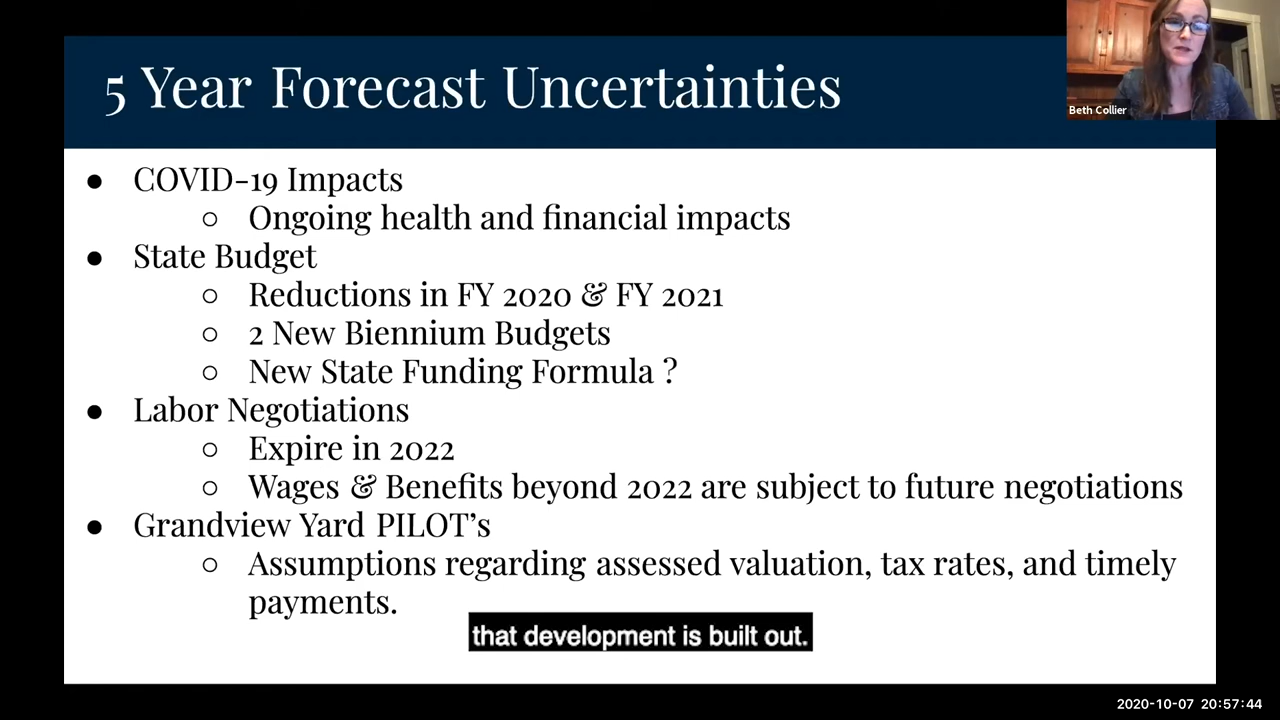 5 Year Forecast Uncertainties
Beth Collier
● COVID-19 Impacts
○ Ongoing health and financial impacts
● State Budget
○ Reductions in FY 2020 & FY 2021
○ 2 New Biennium Budgets
○ New State Funding Formula ?
● Labor Negotiations
○ Expire in 2022
○ Wages & Benefits beyond 2022 are subject to future negotiations
● Grandview Yard PILOT’s
○ Assumptions regarding assessed valuation, tax rates, and timely
payments.
that development is built out.
2020-10-07 20:57:44